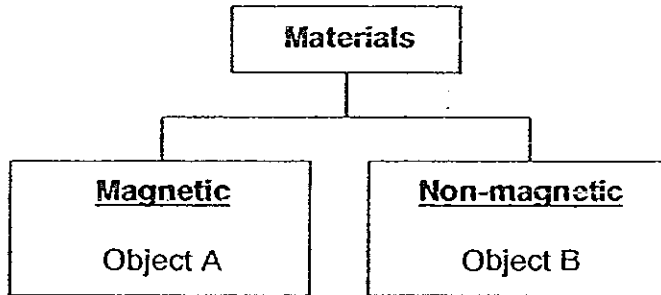 Materials
Magnetic
Non-magnetic
Object A
Object B